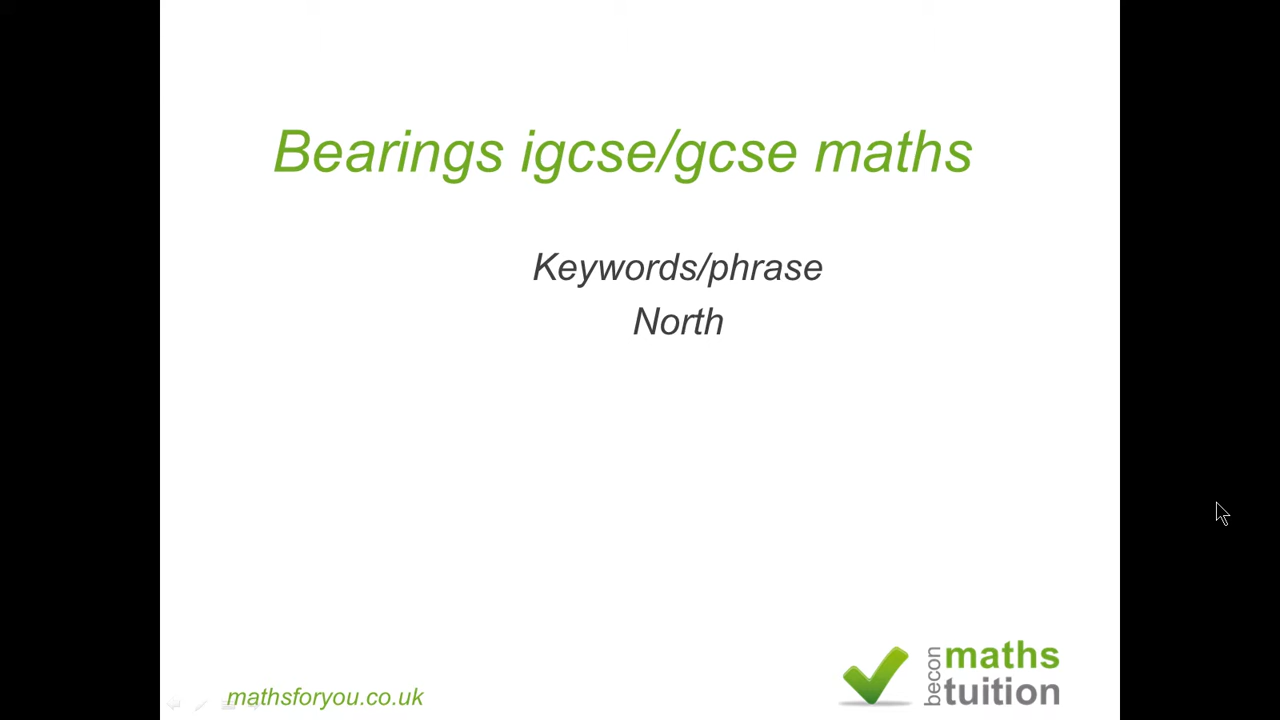 Bearings igcse/gcse maths
Keywords/phrase
North
mathsforyou.co.uk
becon
maths
tuition